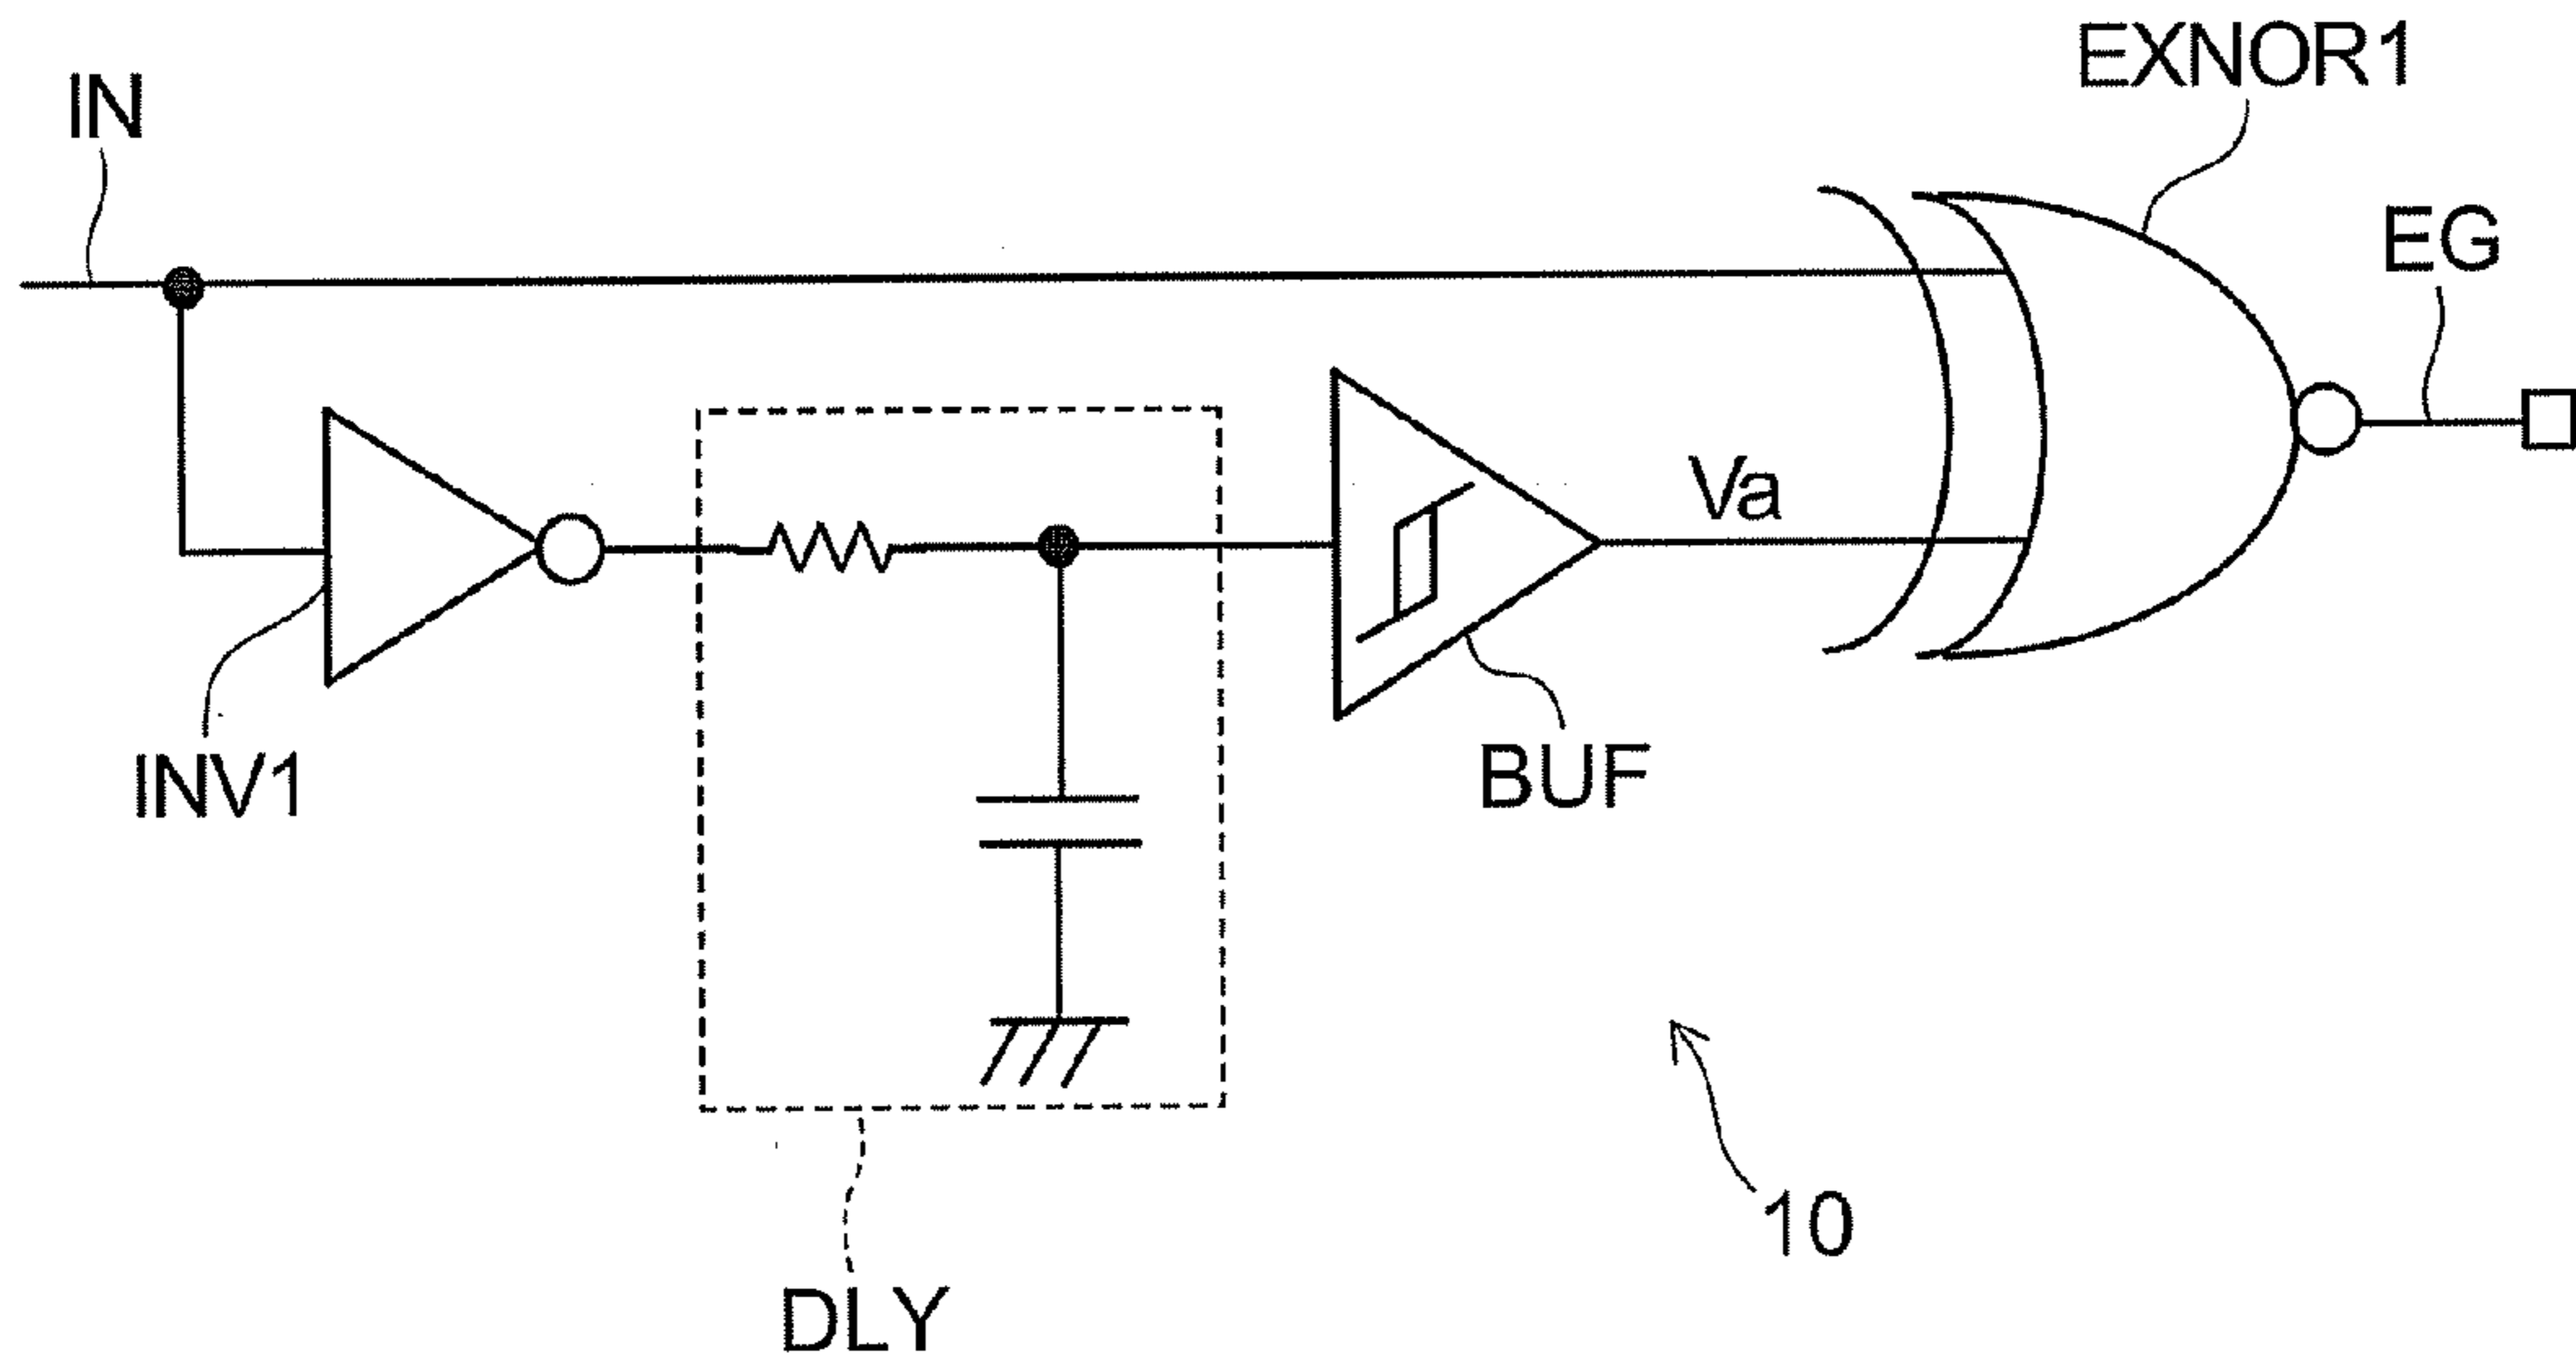 EXNOR1
IN
EG
Va
INV1
BUF
10
DLY